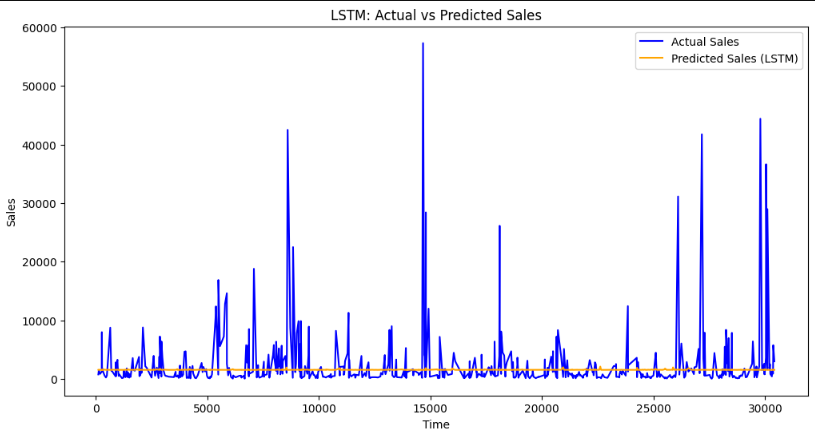 LSTM: Actual vs Predicted Sales
60000
50000
40000
30000
20000
10000
0
Sales
Actual Sales
Predicted Sales (LSTM)
0 5000 10000 15000 20000 25000 30000
Time